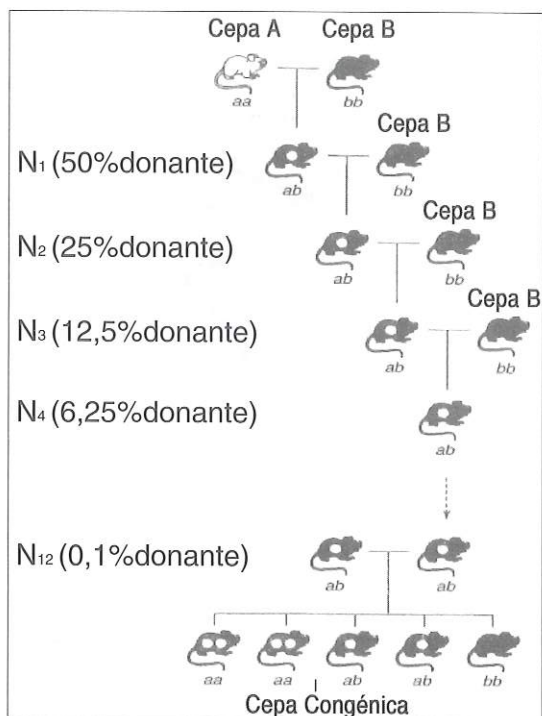 Cepa A Cepa B
aa bb
Cepa B
N1 (50%donante)
ab bb
Cepa B
N2 (25%donante)
ab bb
Cepa B
N3 (12,5%donante)
ab bb
N4 (6,25%donante)
ab
N12 (0,1%donante)
ab ab
aa aa ab ab bb
Cepa Congénica